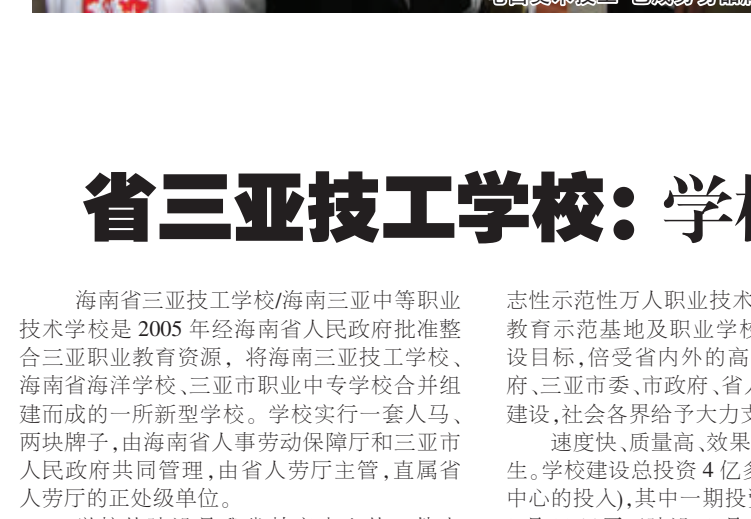 省三亚技工学校：学
海南省三亚技工学校/海南三亚中等职业
技术学校是 2005 年经海南省人民政府批准整
合三亚职业教育资源，将海南三亚技工学校、
海南省海洋学校、三亚市职业中专学校合并组
建而成的一所新型学校。学校实行一套人马、
两块牌子，由海南省人事劳动保障厅和三亚市
人民政府共同管理，由省人劳厅主管，直属省
人劳厅的正处级单位。
志性示范性万人职业技术
教育示范基地及职业学校
设目标，倍受省内外的高
府、三亚市委、市政府、省人
建设，社会各界给予大力支
速度快、质量高、效果
生。学校建设总投资 4 亿多
中心的投入），其中一期投资